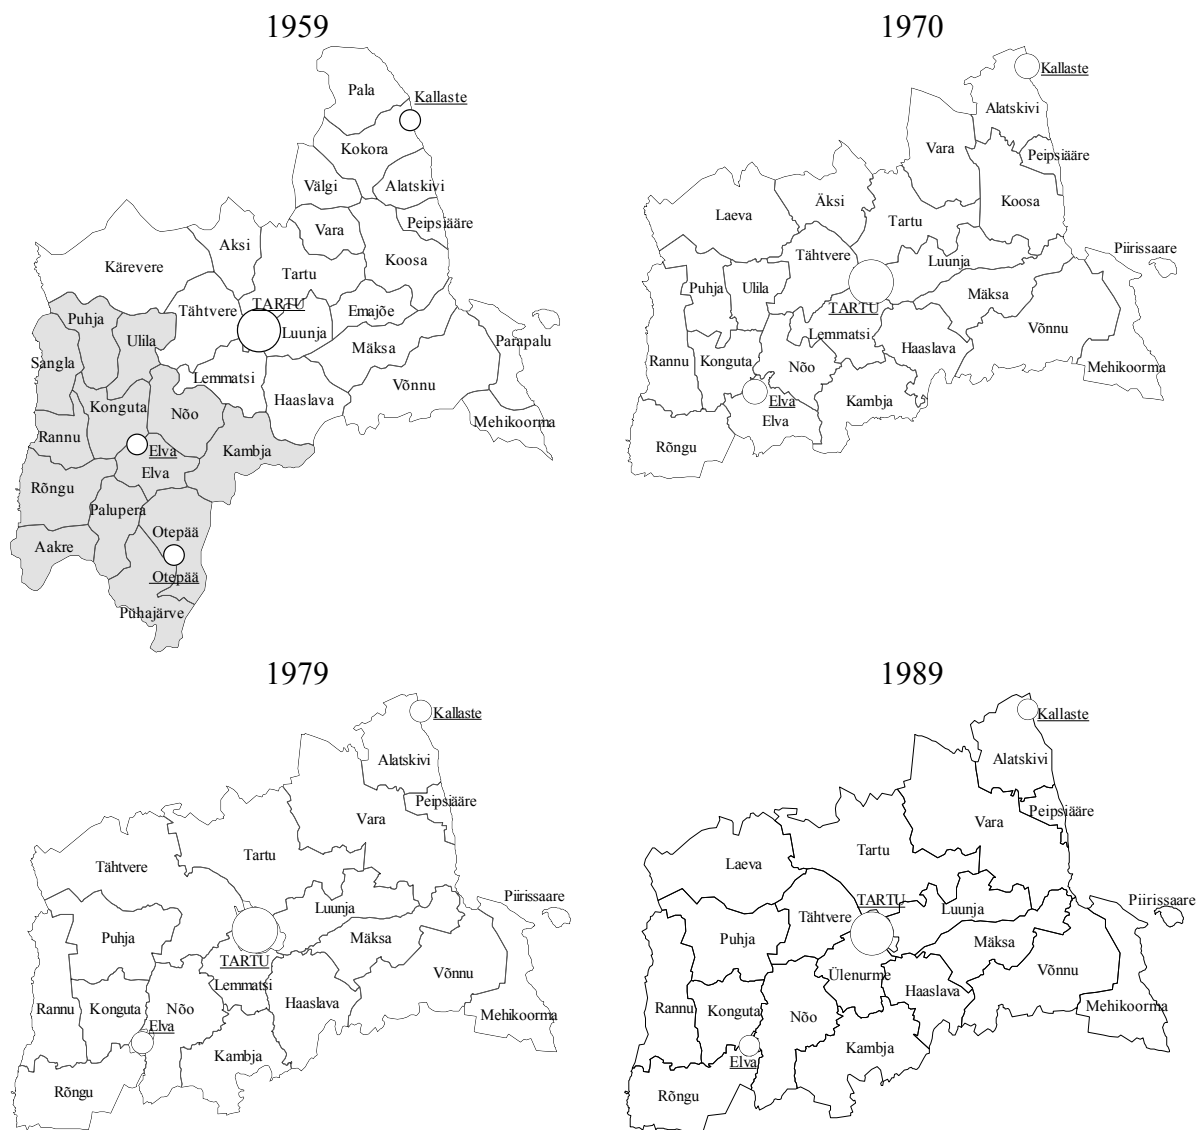 1959
Pala
Kallaste
Kokora
Välgi
Alatskivi
Vara
Peipsiääre
Aksi
Koosa
Kärevere
Tartu
TARTU
Tähtvere
Emajõe
Puhja
Luunja
Ulila
Parapalu
Mäksa
Sangla
Lemmatsi
Võnnu
Haaslava
Konguta
Nõo
Mehikoorma
Rannu
Elva
Kambja
Elva
Rõngu
Palupera
Otepää
Aakre
Otepää
Pühajärve
1970
Kallaste
Alatskivi
Vara
Peipsiääre
Äksi
Koosa
Laeva
Tartu
Piirissaare
Tähtvere
Luunja
Puhja
Ulila
Mäksa
TARTU
Võnnu
Lemmatsi
Haaslava
Rannu
Konguta
Nõo
Mehikoorma
Elva
Kambja
Elva
Rõngu
1979
Kallaste
Alatskivi
Peipsiääre
Vara
Tartu
Tähtvere
Piirissaare
Luunja
Puhja
Mäksa
TARTU
Võnnu
Lemmatsi
Haaslava
Rannu
Konguta
Nõo
Mehikoorma
Elva
Kambja
Rõngu
1989
Kallaste
Alatskivi
Peipsiääre
Vara
Tartu
Laeva
TARTU
Piirissaare
Luunja
Tähtvere
Puhja
Mäksa
Võnnu
Ülenurme
Haaslava
Rannu
Konguta
Mehikoorma
Nõo
Kambja
Elva
Rõngu